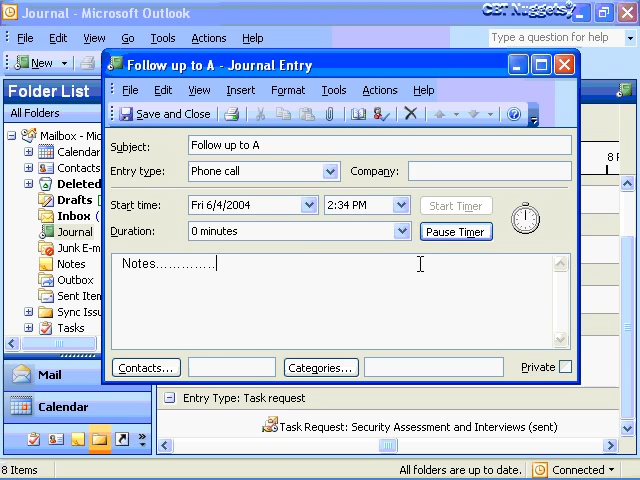 Journal - Microsoft Outlook
CBT Nuggets
File Edit View Go Tools Actions Help
Type a question for help
New
Folder List
All Folders
Mailbox - Mic
Calendar
Contacts
Deleted
Drafts
Inbox
Journal
Junk E-m
Notes
Outbox
Sent Item
Sync Issu
Tasks
Mail
Calendar
Follow up to A - Journal Entry
File Edit View Insert Format Tools Actions Help
Save and Close
Subject: Follow up to A
Entry type: Phone call Company:
Start time: Fri 6/4/2004 2:34 PM Start Timer
Duration: 0 minutes Pause Timer
Notes.............
Contacts... Categories... Private
8 F
Entry Type: Task request
Task Request: Security Assessment and Interviews (sent)
8 Items
All folders are up to date. Connected